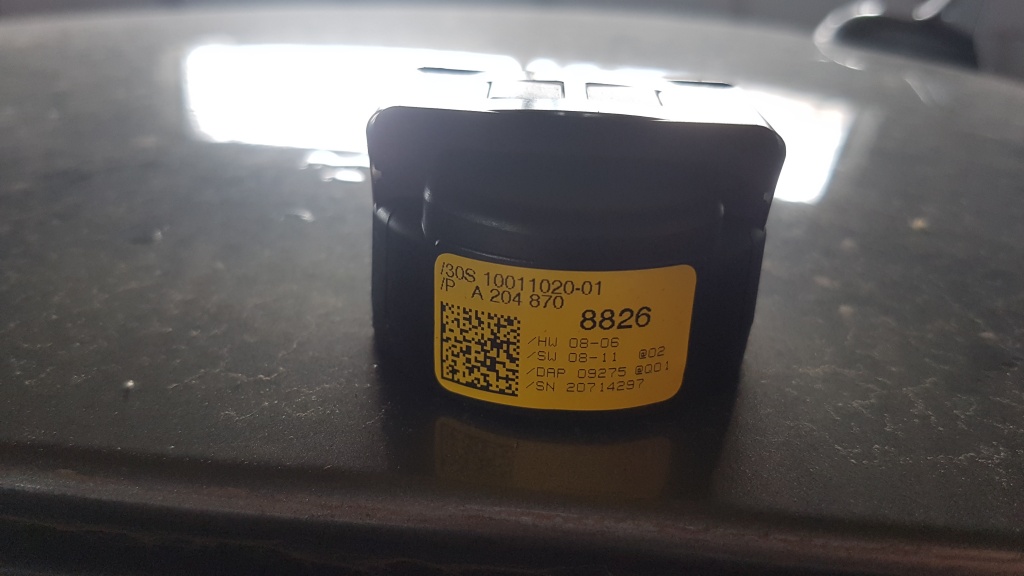 /30S 10011020-01
/P A 204 870
8826
/HW 08-06
/SW 08-11 @02
/DAP 09275 @001
/SN 20714297